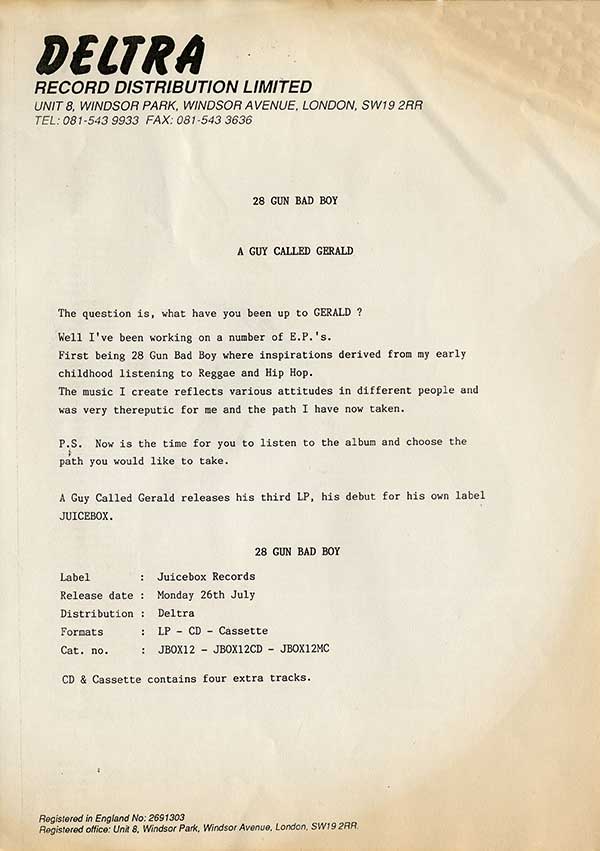 DELTRA
RECORD DISTRIBUTION LIMITED
UNIT 8, WINDSOR PARK, WINDSOR AVENUE, LONDON, SW19 2RR
TEL: 081-543 9933 FAX: 081-543 3636
28 GUN BAD BOY
A GUY CALLED GERALD
The question is, what have you been up to GERALD ?
Well I've been working on a number of E.P.'s.
First being 28 Gun Bad Boy where inspirations derived from my early
childhood listening to Reggae and Hip Hop.
The music I create reflects various attitudes in different people and
was very thereputic for me and the path I have now taken.
P.S. Now is the time for you to listen to the album and choose the
path you would like to take.
A Guy Called Gerald releases his third LP, his debut for his own label
JUICEBOX.
28 GUN BAD BOY
Label : Juicebox Records
Release date : Monday 26th July
Distribution : Deltra
Formats : LP - CD - Cassette
Cat. no. : JBOX12 - JBOX12CD - JBOX12MC
CD & Cassette contains four extra tracks.
Registered in England No: 2691303
Registered office: Unit 8, Windsor Park, Windsor Avenue, London, SW19 2RR.